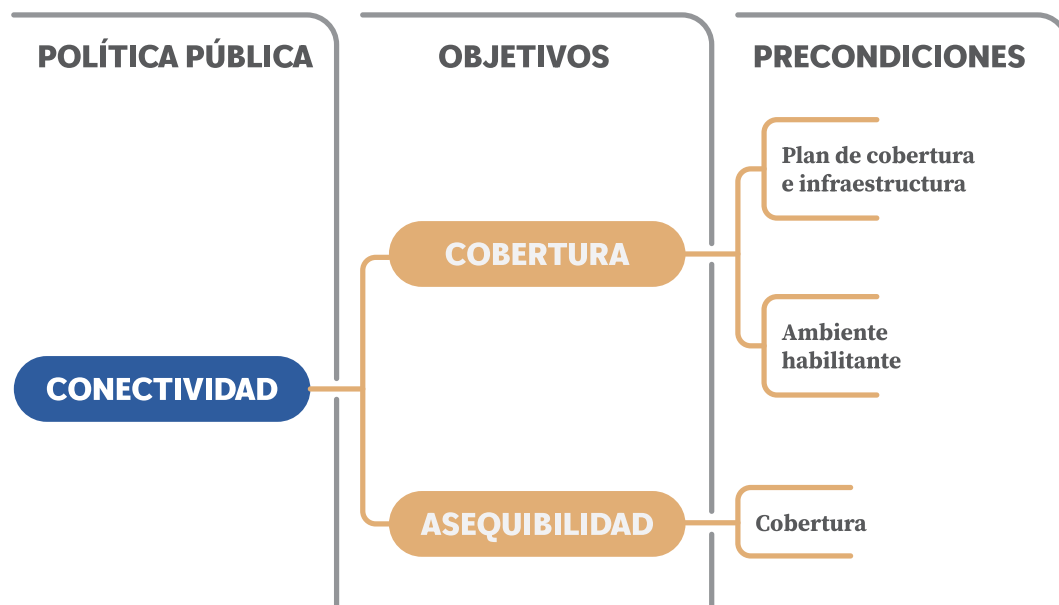 POLÍTICA PÚBLICA
OBJETIVOS
PRECONDICIONES
Plan de cobertura
e infraestructura
COBERTURA
Ambiente
habilitante
CONECTIVIDAD
ASEQUIBILIDAD
Cobertura